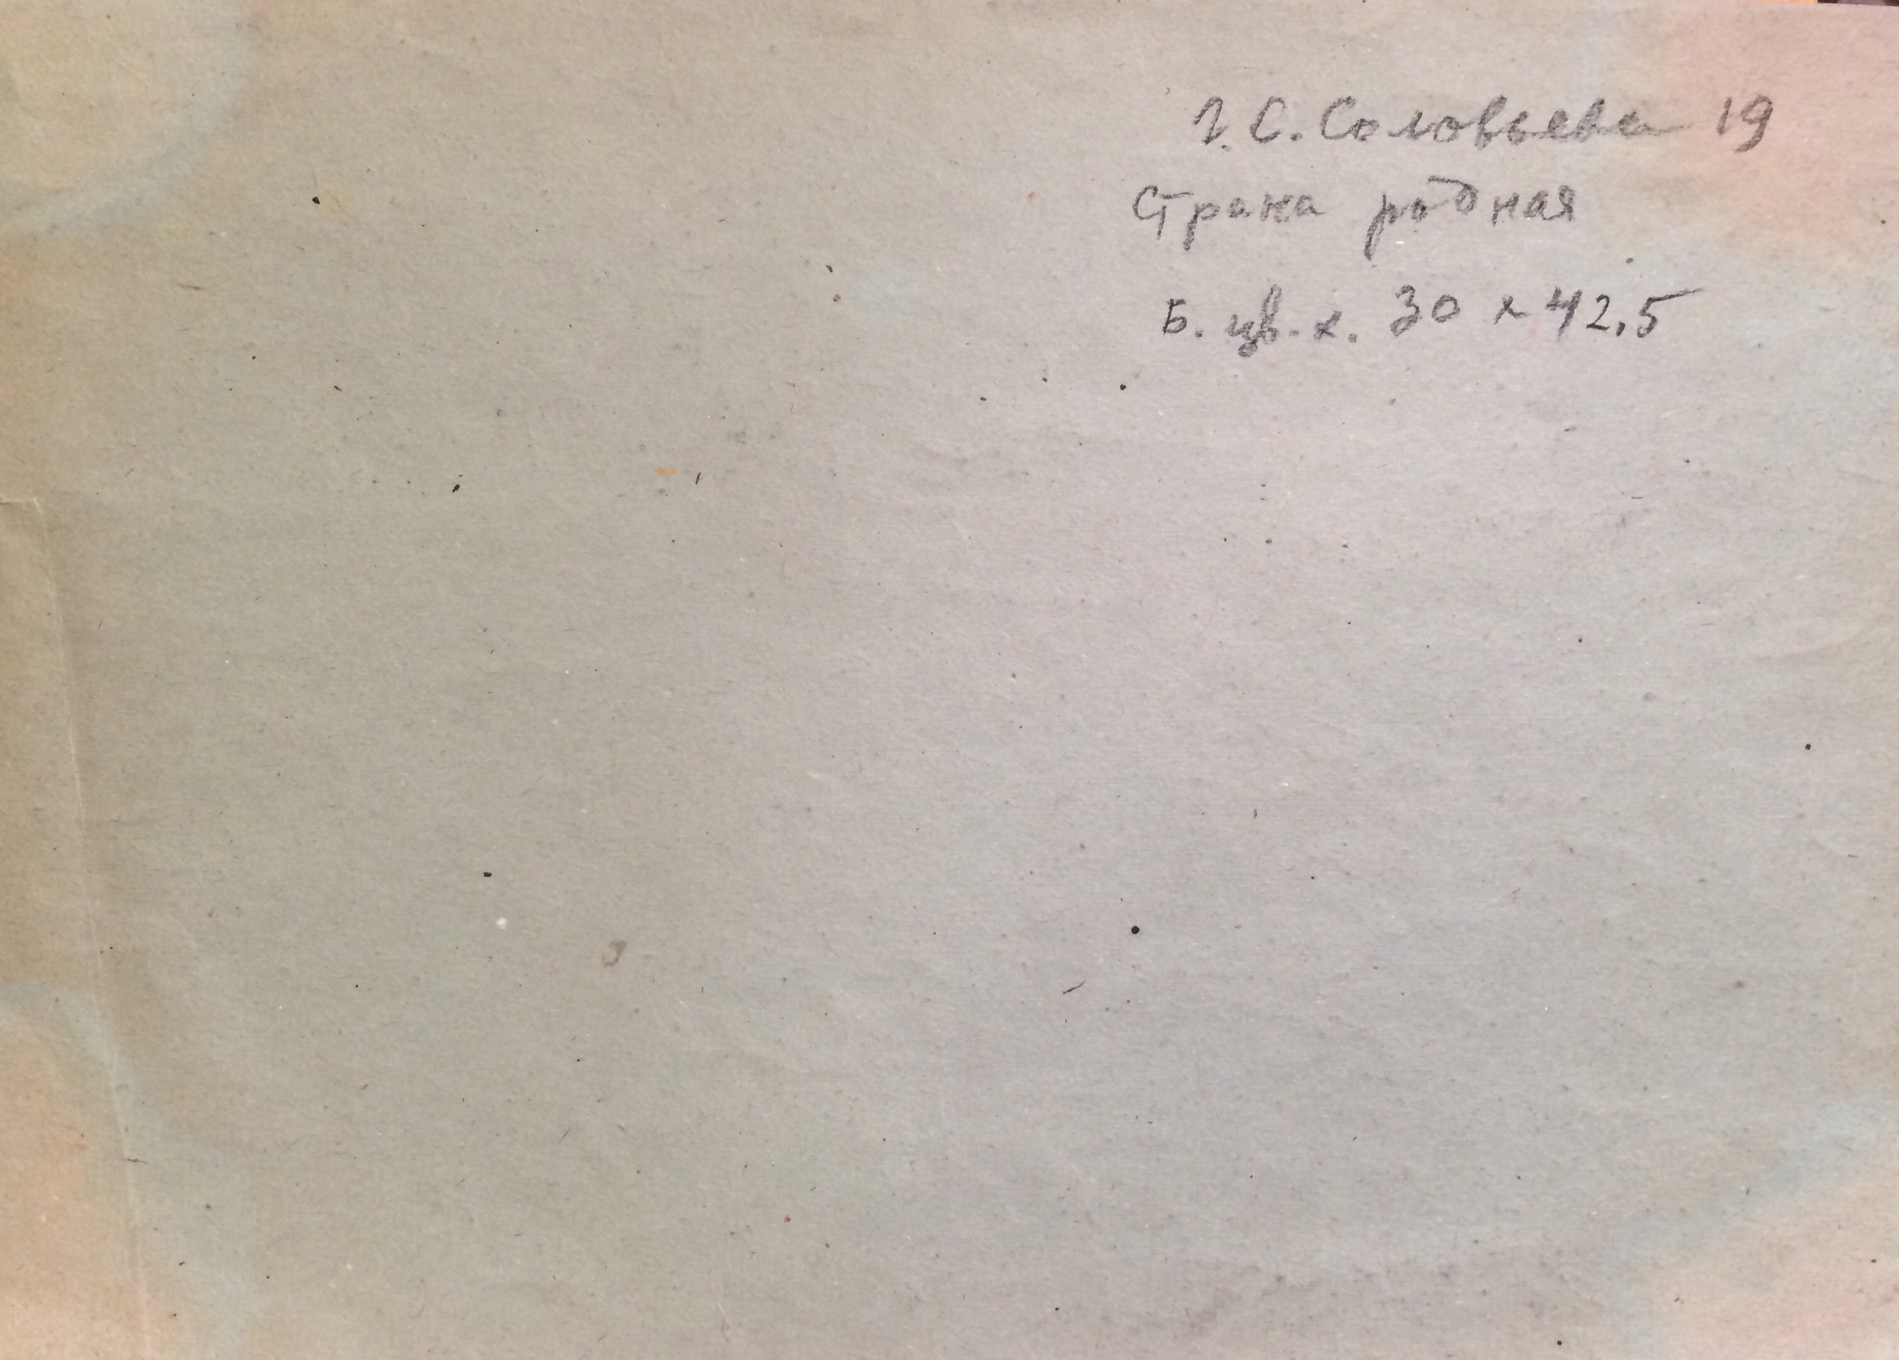 Г. С. Соловьева 19
Страна родная
Б. цв. к. 30 х 42,5